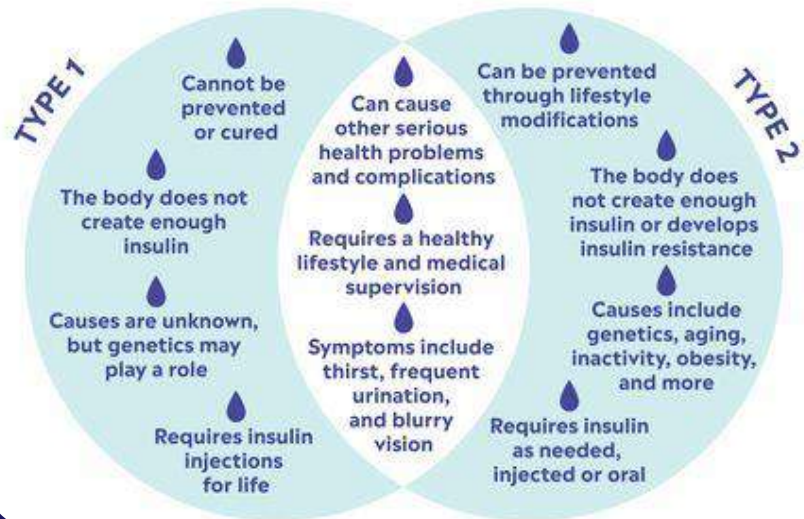 TYPE 1
Cannot be
prevented
or cured
The body does not
create enough
insulin
Causes are unknown,
but genetics may
play a role
Requires insulin
injections
for life
Can cause
other serious
health problems
and complications
Requires a healthy
lifestyle and medical
supervision
Symptoms include
thirst, frequent
urination,
and blurry
vision
TYPE 2
Can be prevented
through lifestyle
modifications
The body does
not create enough
insulin or develops
insulin resistance
Causes include
genetics, aging,
inactivity, obesity,
and more
Requires insulin
as needed,
injected or oral